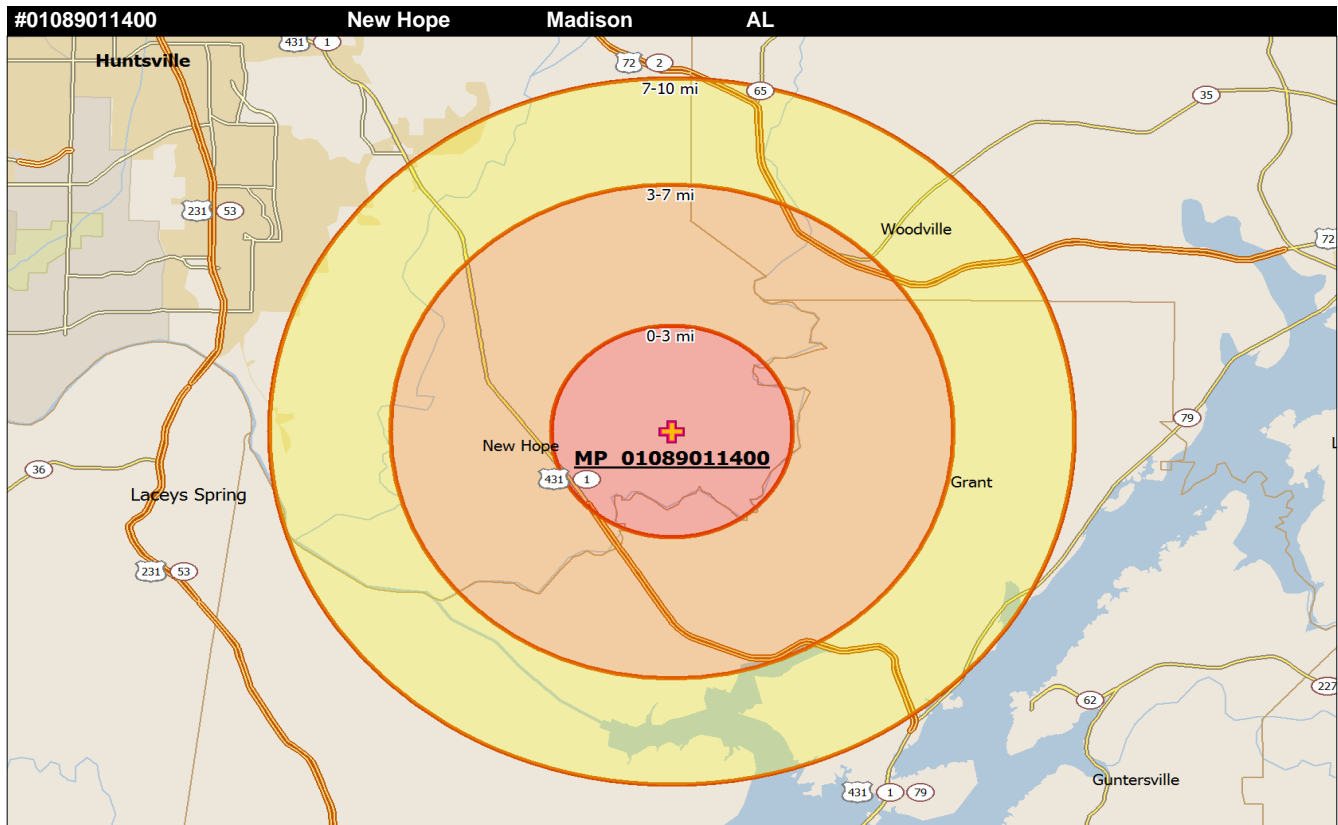 #01089011400 New Hope Madison AL
431 1
Huntsville
72 2
7-10 mi
65
35
3-7 mi
231 53
Woodville
72
0-3 mi
79
New Hope
MP 01089011400
36
431 1
Grant
Laceys Spring
231 53
227
62
Guntersville
431 1 79